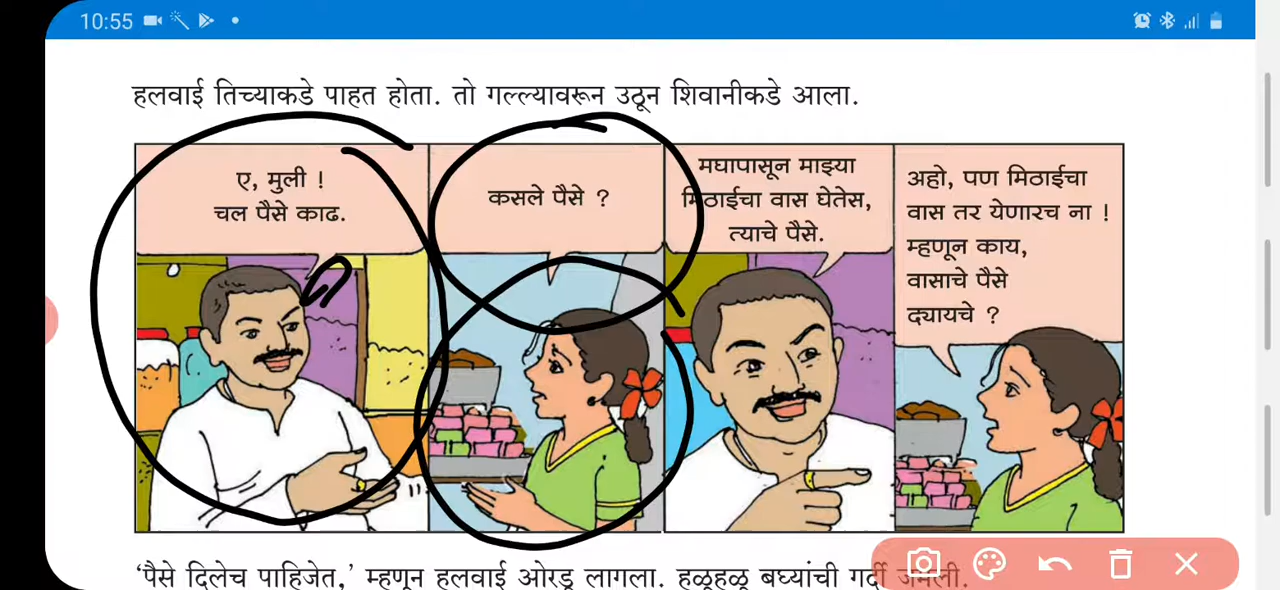 10:55
हलवाई तिच्याकडे पाहत होता. तो गल्ल्यावरून उठून शिवानीकडे आला.
ए, मुली !
चल पैसे काढ.
कसले पैसे ?
मघापासून माझ्या
मिठाईचा वास घेतेस,
त्याचे पैसे.
अहो, पण मिठाईचा
वास तर येणारच ना !
म्हणून काय,
वासाचे पैसे
द्यायचे ?
‘पैसे दिलेच पाहिजेत,’ म्हणून हलवाई ओरडू लागला. हळूहळू बघ्यांची गर्दी जमली.